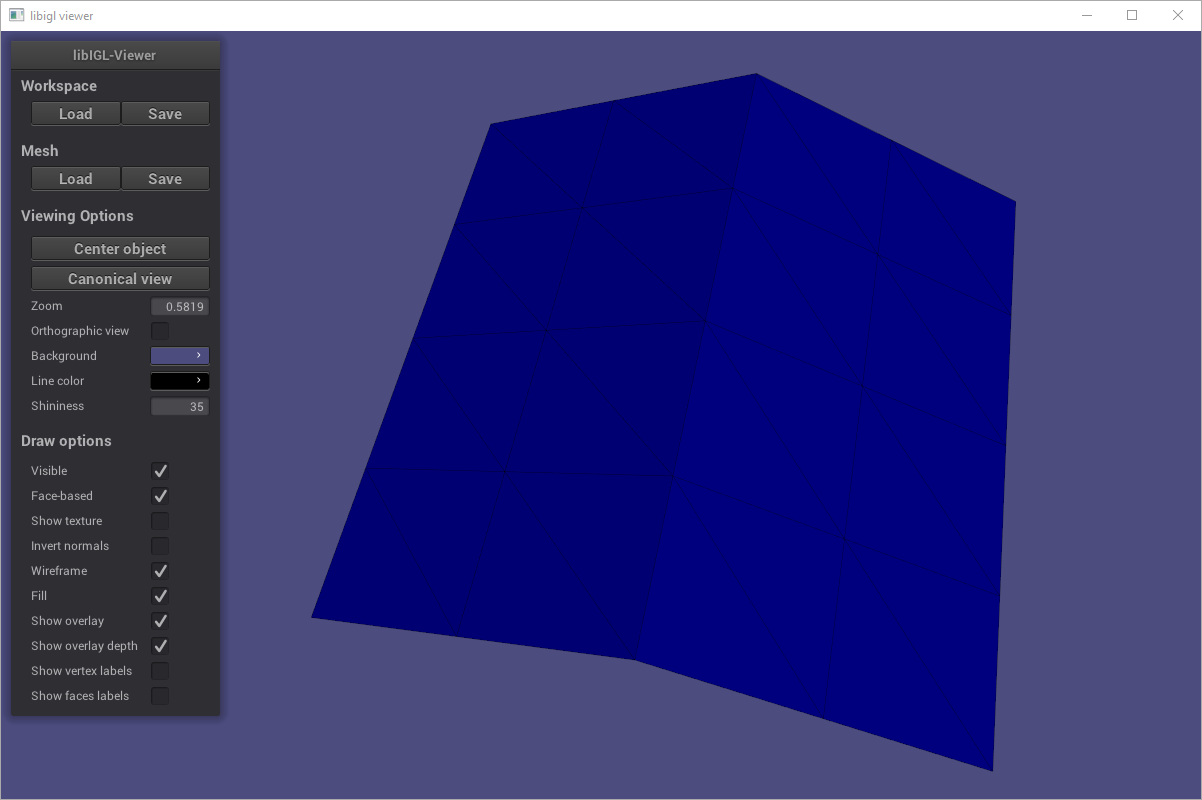 libigl viewer
libIGL-Viewer
Workspace
Load Save
Mesh
Load Save
Viewing Options
Center object
Canonical view
Zoom 0.5819
Orthographic view
Background
Line color
Shininess 35
Draw options
Visible
Face-based
Show texture
Invert normals
Wireframe
Fill
Show overlay
Show overlay depth
Show vertex labels
Show faces labels